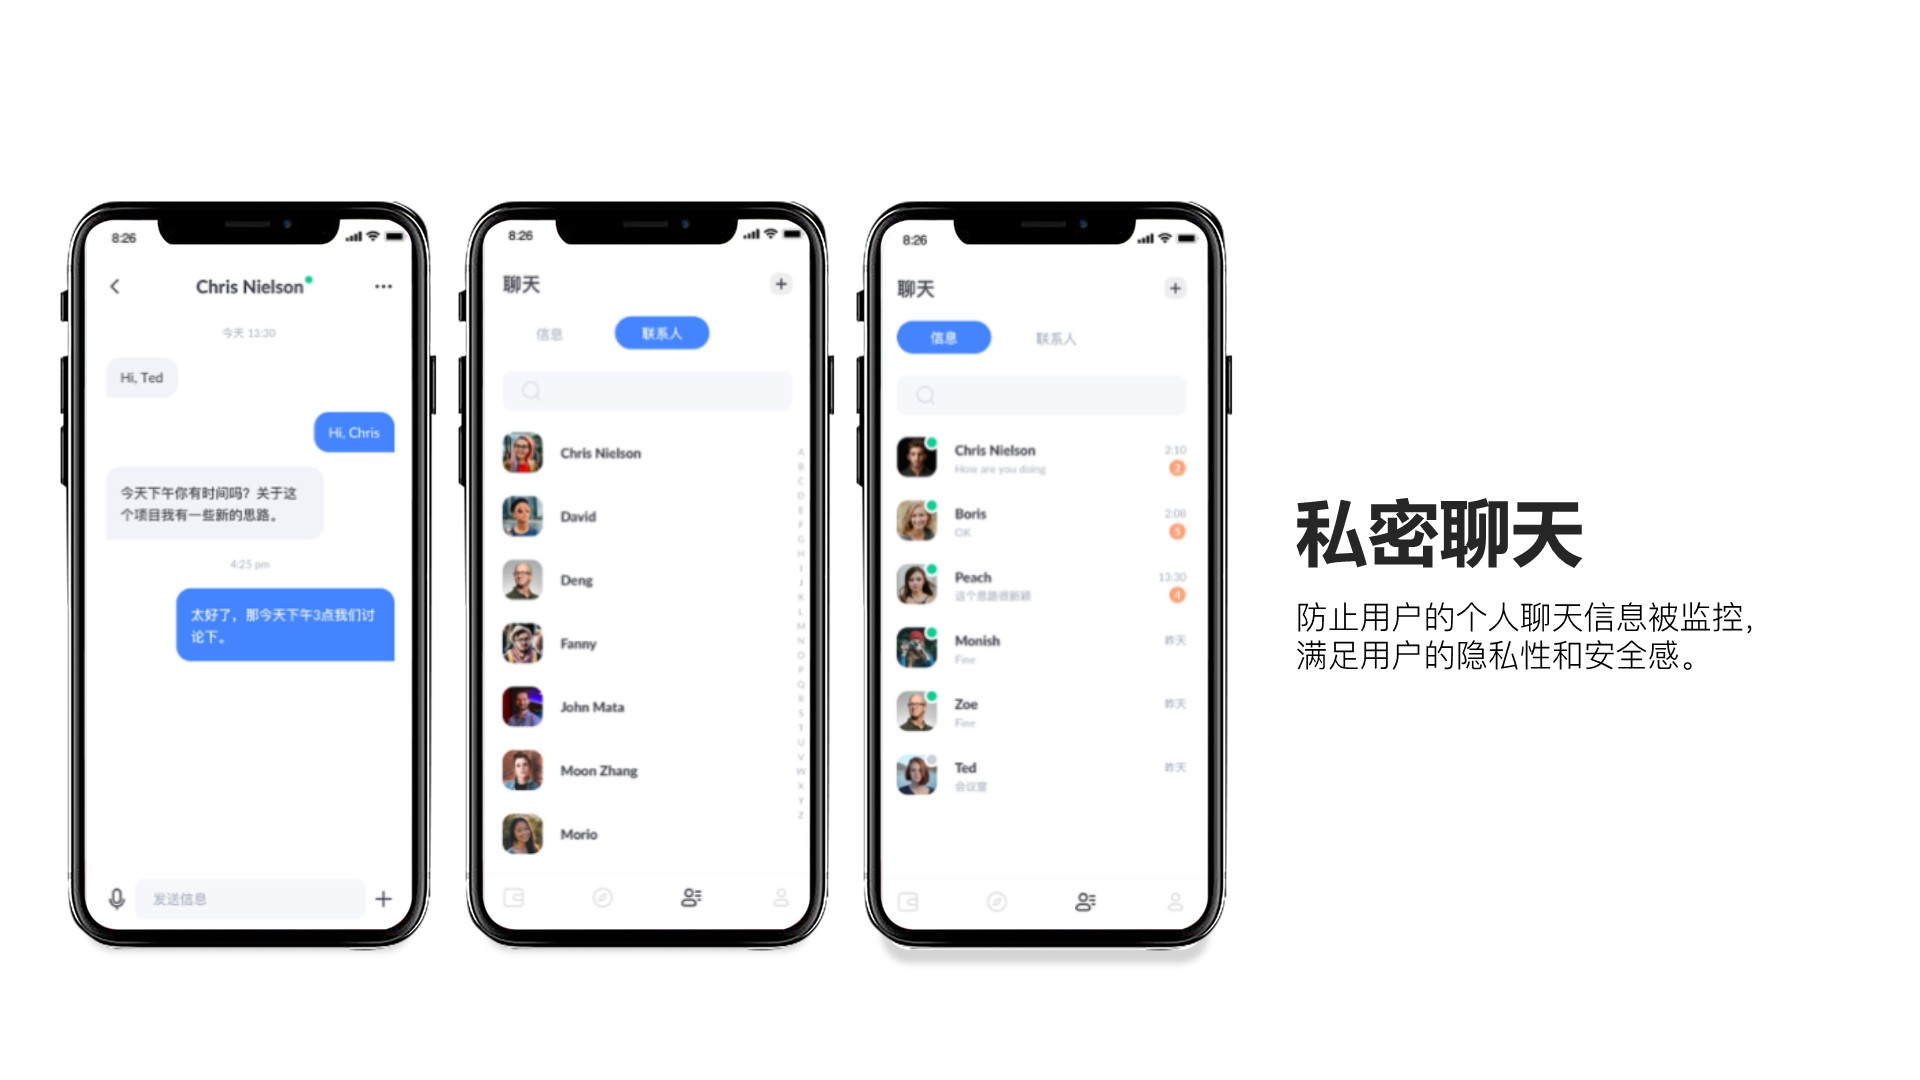 8:26
Chris Nielson
今天 13:30
Hi, Ted
Hi, Chris
今天下午你有时间吗？关于这
个项目我有一些新的思路。
4:25 pm
太好了，那今天下午3点我们讨
论下。
发送信息
8:26
聊天
信息 联系人
Chris Nielson
David
Deng
Fanny
John Mata
Moon Zhang
Morio
A
B
C
D
E
F
G
H
I
J
K
L
M
N
O
P
Q
R
S
T
U
V
W
X
Y
Z
8:26
聊天
信息 联系人
Chris Nielson 2:10
How are you doing 2
Boris 2:08
OK 5
Peach 13:30
这个思路很新颖 4
Monish 昨天
Fine
Zoe 昨天
Fine
Ted 昨天
会议室
私密聊天
防止用户的个人聊天信息被监控，
满足用户的隐私性和安全感。